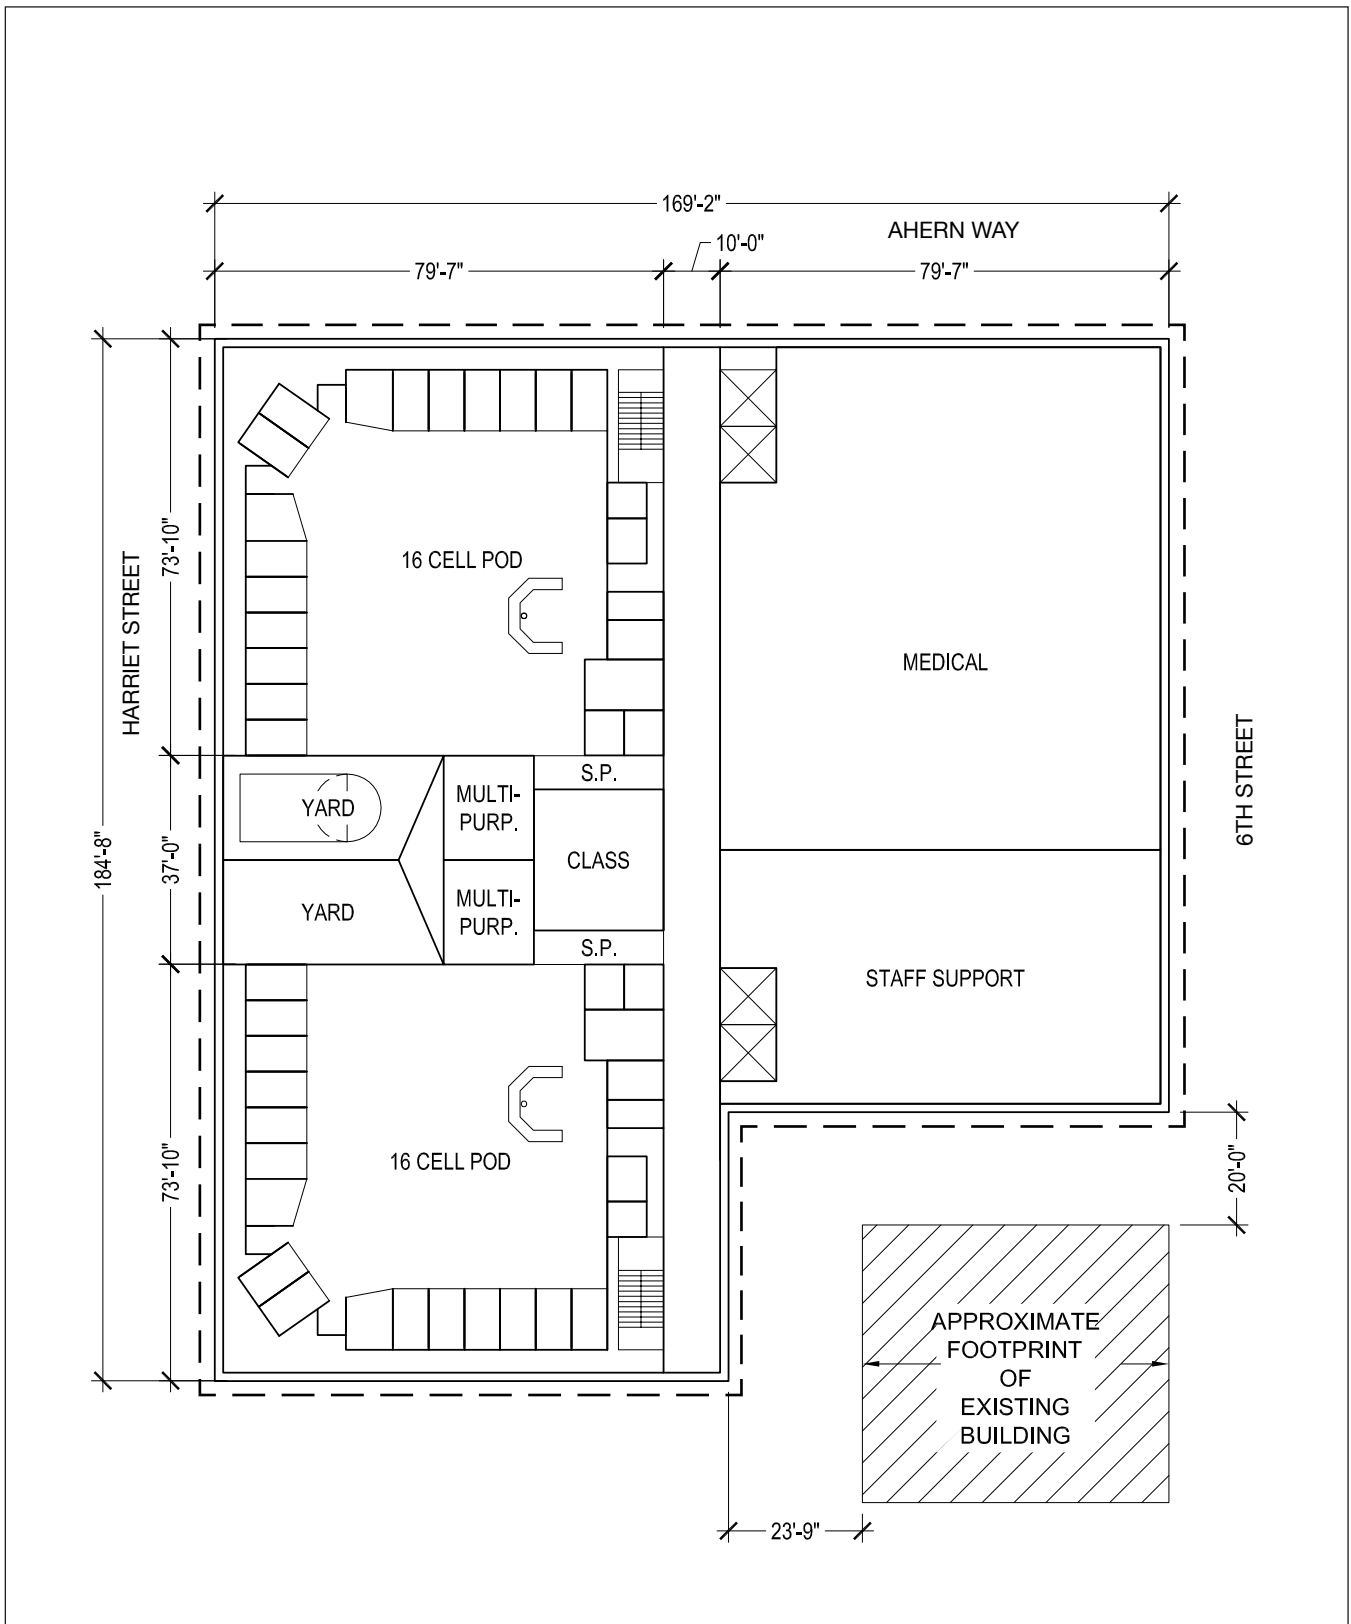 169'-2"
AHERN WAY
10'-0"
79'-7"
79'-7"
HARRIET STREET
73'-10"
16 CELL POD
MEDICAL
6TH STREET
184'-8"
37'-0"
S.P.
YARD
MULTI-
PURP.
CLASS
YARD
MULTI-
PURP.
S.P.
STAFF SUPPORT
73'-10"
16 CELL POD
20'-0"
APPROXIMATE
FOOTPRINT
OF
EXISTING
BUILDING
23'-9"